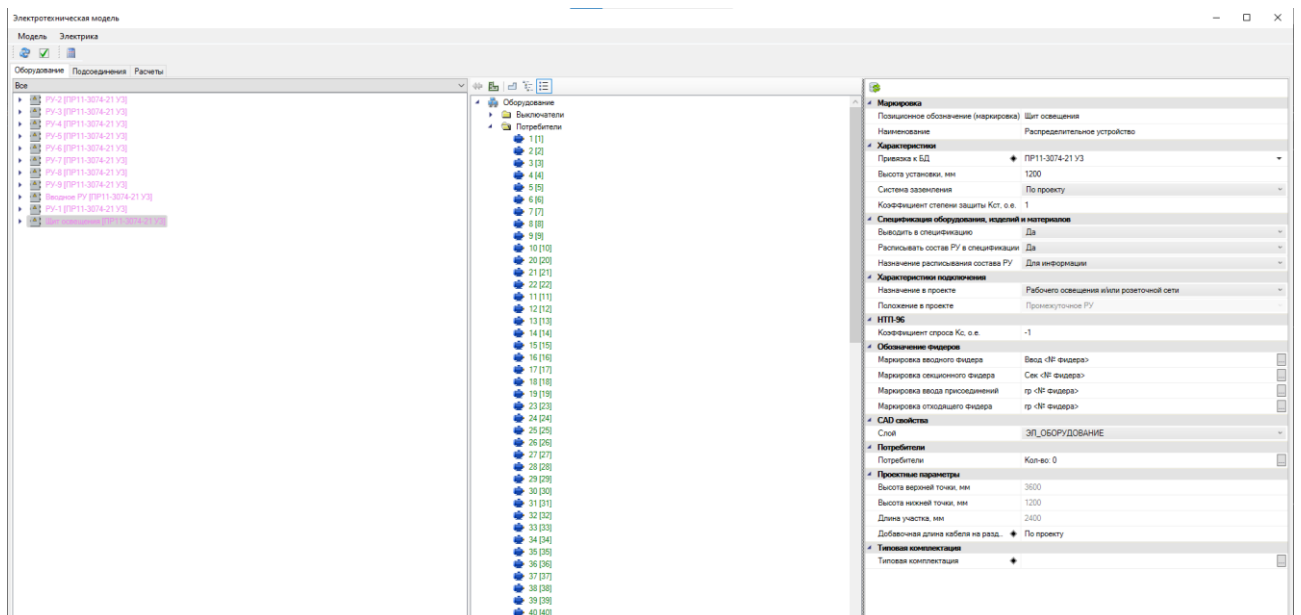 Электротехническая модель
Модель Электрика
Оборудование Подсоединения Расчеты
Все
РУ-2 [ПР11-3074-21 У3]
РУ-3 [ПР11-3074-21 У3]
РУ-4 [ПР11-3074-21 У3]
РУ-5 [ПР11-3074-21 У3]
РУ-6 [ПР11-3074-21 У3]
РУ-7 [ПР11-3074-21 У3]
РУ-8 [ПР11-3074-21 У3]
РУ-9 [ПР11-3074-21 У3]
Вводное РУ [ПР11-3074-21 У3]
РУ-1 [ПР11-3074-21 У3]
Щит освещения [ПР11-3074-21 У3]
Оборудование
Выключатели
Потребители
1 [1]
2 [2]
3 [3]
4 [4]
5 [5]
6 [6]
7 [7]
8 [8]
9 [9]
10 [10]
20 [20]
21 [21]
22 [22]
11 [11]
12 [12]
13 [13]
14 [14]
15 [15]
16 [16]
17 [17]
18 [18]
19 [19]
23 [23]
24 [24]
25 [25]
26 [26]
27 [27]
28 [28]
29 [29]
30 [30]
31 [31]
32 [32]
33 [33]
34 [34]
35 [35]
36 [36]
37 [37]
38 [38]
39 [39]
40 [40]
Маркировка
Позиционное обозначение (маркировка) Щит освещения
Наименование Распределительное устройство
Характеристики
Привязка к БД ПР11-3074-21 У3
Высота установки, мм 1200
Система заземления По проекту
Коэффициент степени защиты Кст, о.е. 1
Спецификация оборудования, изделий и материалов
Выводить в спецификацию Да
Расписывать состав РУ в спецификации Да
Назначение расписывания состава РУ Для информации
Характеристики подключения
Назначение в проекте Рабочего освещения и/или розеточной сети
Положение в проекте Промежуточное РУ
НТП-96
Коэффициент спроса Кс, о.е. -1
Обозначение фидеров
Маркировка вводного фидера Ввод <№ фидера>
Маркировка секционного фидера Сек <№ фидера>
Маркировка ввода присоединений гр <№ фидера>
Маркировка отходящего фидера гр <№ фидера>
CAD свойства
Слой ЭП_ОБОРУДОВАНИЕ
Потребители
Потребители Кол-во: 0
Проектные параметры
Высота верхней точки, мм 3600
Высота нижней точки, мм 1200
Длина участка, мм 2400
Добавочная длина кабеля на разд... По проекту
Типовая комплектация
Типовая комплектация